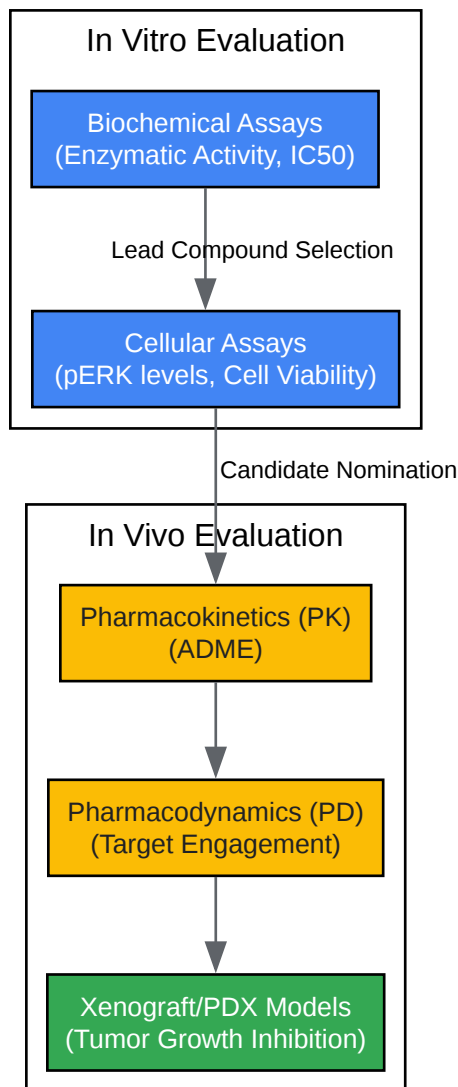 In Vitro Evaluation
Biochemical Assays
(Enzymatic Activity, IC50)
Lead Compound Selection
Cellular Assays
(pERK levels, Cell Viability)
Candidate Nomination
In Vivo Evaluation
Pharmacokinetics (PK)
(ADME)
Pharmacodynamics (PD)
(Target Engagement)
Xenograft/PDX Models
(Tumor Growth Inhibition)